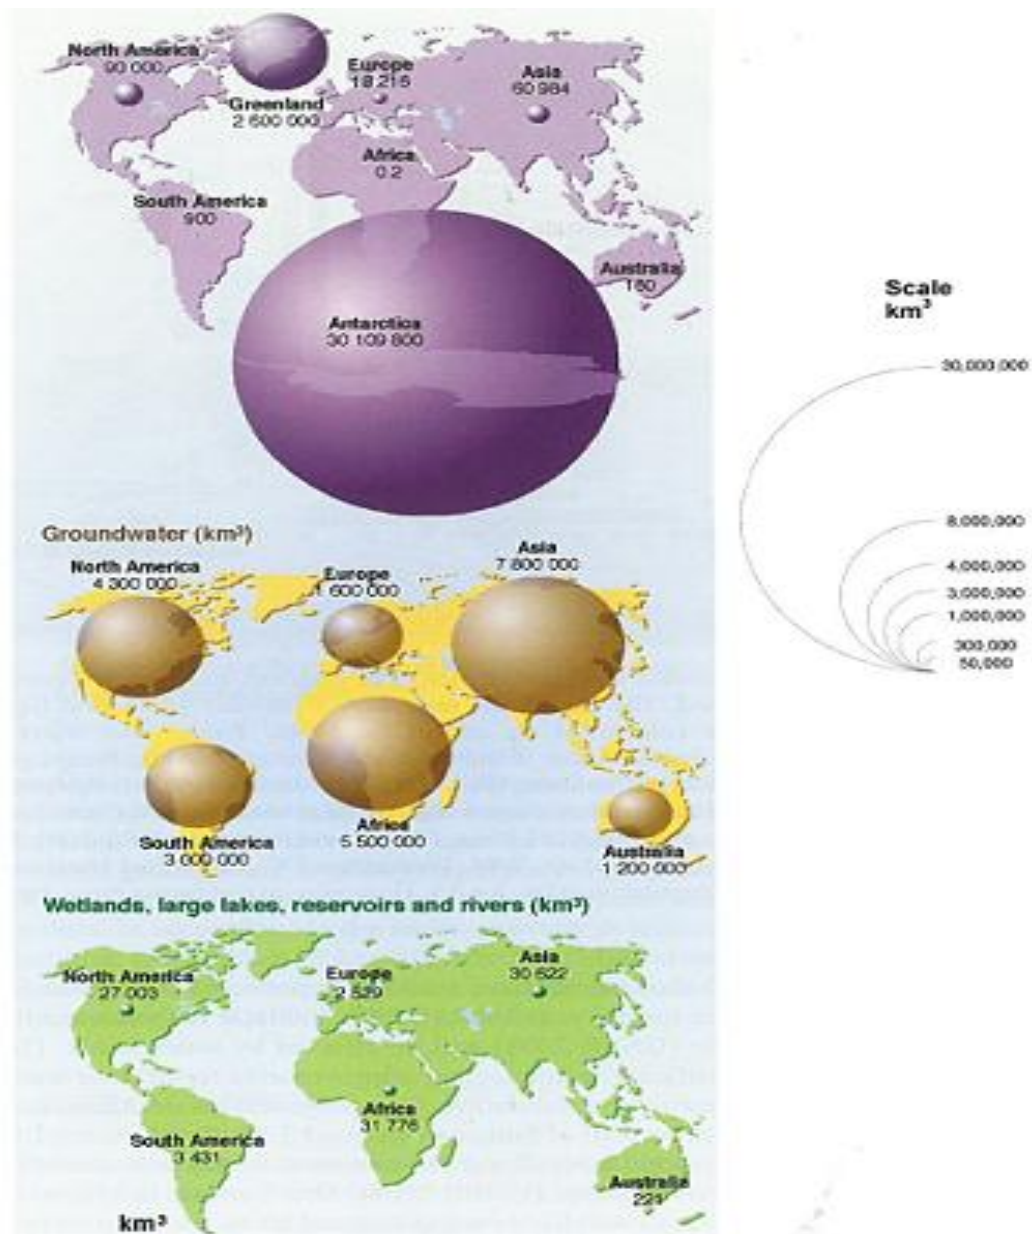 North America
90 000
Greenland
2 600 000
Europe
18 216
Asia
60 984
Africa
0.2
South America
900
Australia
180
Antarctica
30 109 800
Scale
km³
30,000,000
8,000,000
4,000,000
3,000,000
1,000,000
300,000
50,000
Groundwater (km³)
North America
4 300 000
Europe
1 600 000
Asia
7 800 000
South America
3 000 000
Africa
5 500 000
Australia
1 200 000
Wetlands, large lakes, reservoirs and rivers (km³)
North America
27 003
Europe
2 529
Asia
30 622
Africa
31 776
South America
3 431
Australia
221
km³